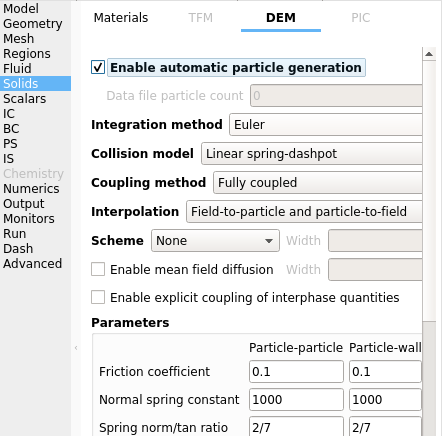 Model
Geometry
Mesh
Regions
Fluid
Solids
Scalars
IC
BC
PS
IS
Chemistry
Numerics
Output
Monitors
Run
Dash
Advanced
Materials TFM DEM PIC
Enable automatic particle generation
Data file particle count 0
Integration method Euler
Collision model Linear spring-dashpot
Coupling method Fully coupled
Interpolation Field-to-particle and particle-to-field
Scheme None Width
Enable mean field diffusion Width
Enable explicit coupling of interphase quantities
Parameters
Particle-particle Particle-wall
Friction coefficient 0.1 0.1
Normal spring constant 1000 1000
Spring norm/tan ratio 2/7 2/7